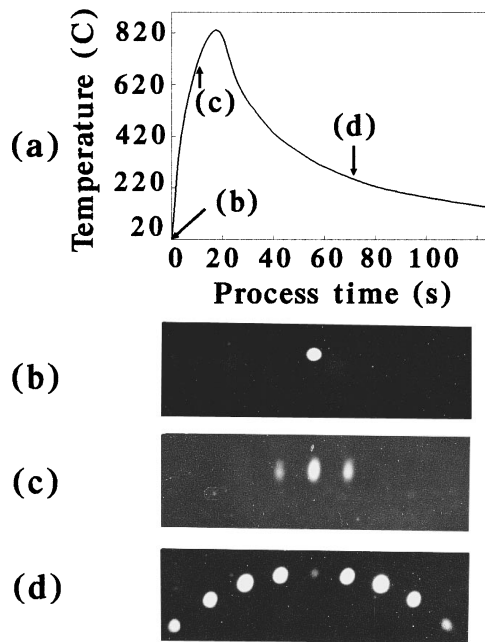 (a)
Temperature (C)
820
620
420
220
20
(c)
(d)
(b)
0 20 40 60 80 100
Process time (s)
(b)
(c)
(d)